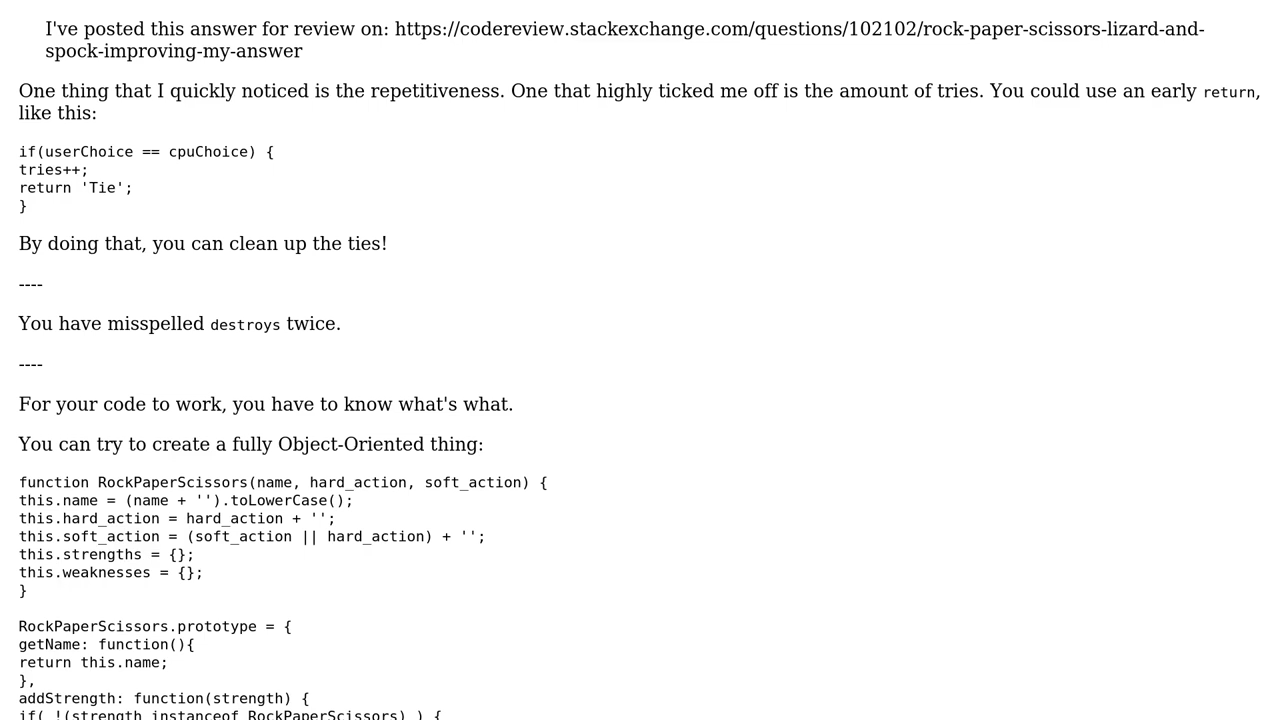 I've posted this answer for review on: https://codereview.stackexchange.com/questions/102102/rock-paper-scissors-lizard-and-
spock-improving-my-answer
One thing that I quickly noticed is the repetitiveness. One that highly ticked me off is the amount of tries. You could use an early return,
like this:
if(userChoice == cpuChoice) {
tries++;
return 'Tie';
}
By doing that, you can clean up the ties!
----
You have misspelled destroys twice.
----
For your code to work, you have to know what's what.
You can try to create a fully Object-Oriented thing:
function RockPaperScissors(name, hard_action, soft_action) {
this.name = (name + '').toLowerCase();
this.hard_action = hard_action + '';
this.soft_action = (soft_action || hard_action) + '';
this.strengths = {};
this.weaknesses = {};
}
RockPaperScissors.prototype = {
getName: function(){
return this.name;
},
addStrength: function(strength) {
if( !(strength instanceof RockPaperScissors) ) {